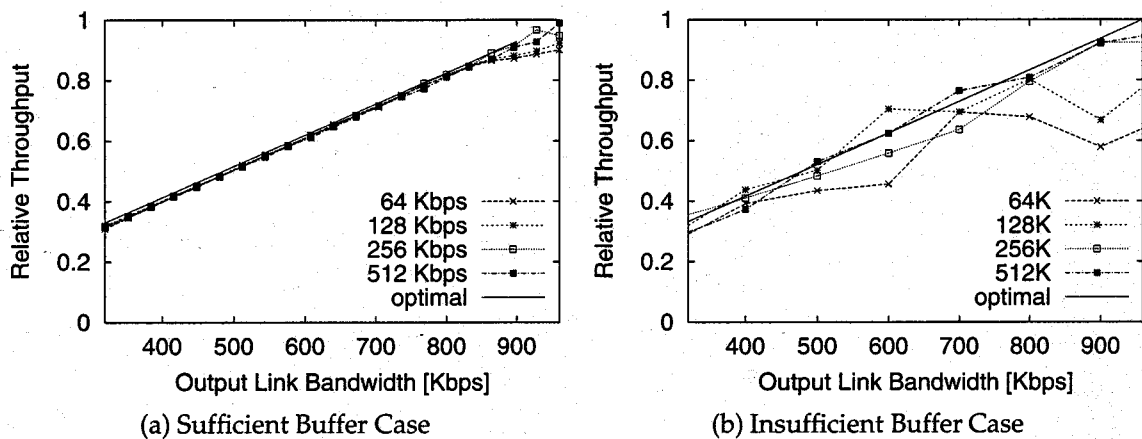 1
0.8
0.6
0.4
0.2
0
Relative Throughput
64 Kbps
128 Kbps
256 Kbps
512 Kbps
optimal
400 500 600 700 800 900
Output Link Bandwidth [Kbps]
(a) Sufficient Buffer Case
1
0.8
0.6
0.4
0.2
0
Relative Throughput
64K
128K
256K
512K
optimal
400 500 600 700 800 900
Output Link Bandwidth [Kbps]
(b) Insufficient Buffer Case